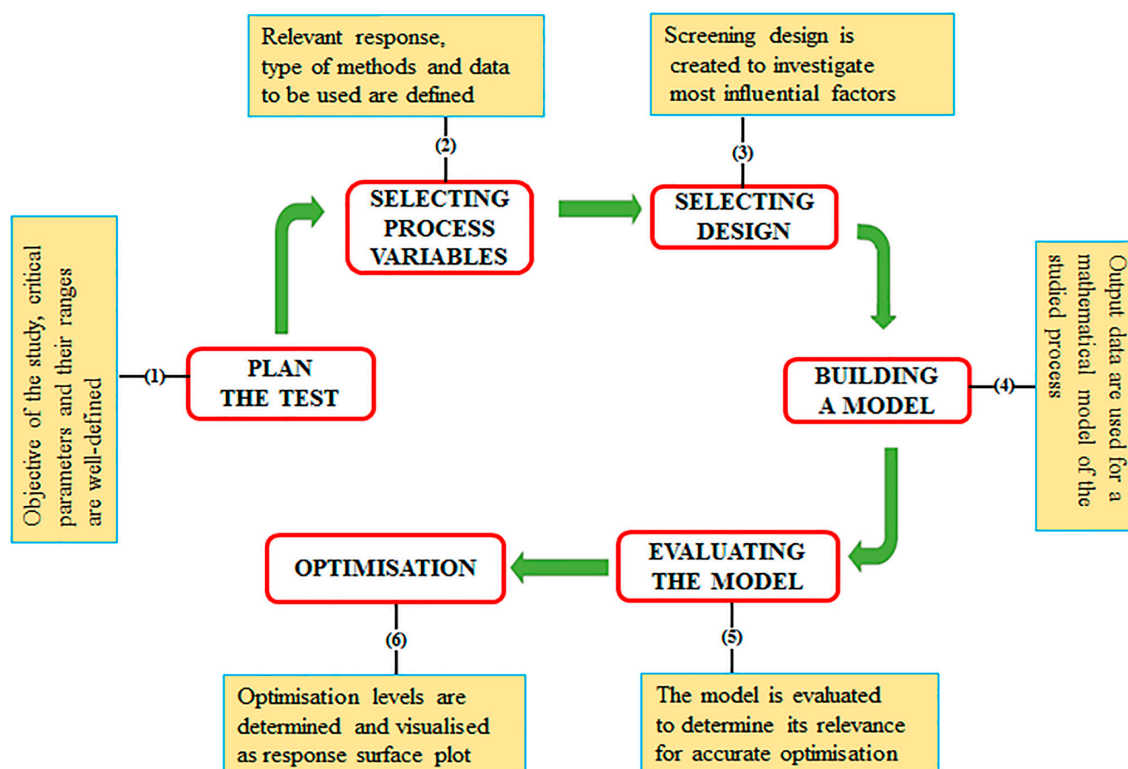 Relevant response,
type of methods and data
to be used are defined
Screening design is
created to investigate
most influential factors
(2)
(3)
SELECTING
PROCESS
VARIABLES
SELECTING
DESIGN
Objective of the study, critical
parameters and their ranges
are well-defined
(1)
PLAN
THE TEST
BUILDING
A MODEL
(4)
Output data are used for a
mathematical model of the
studied process
OPTIMISATION
EVALUATING
THE MODEL
(6)
(5)
Optimisation levels are
determined and visualised
as response surface plot
The model is evaluated
to determine its relevance
for accurate optimisation